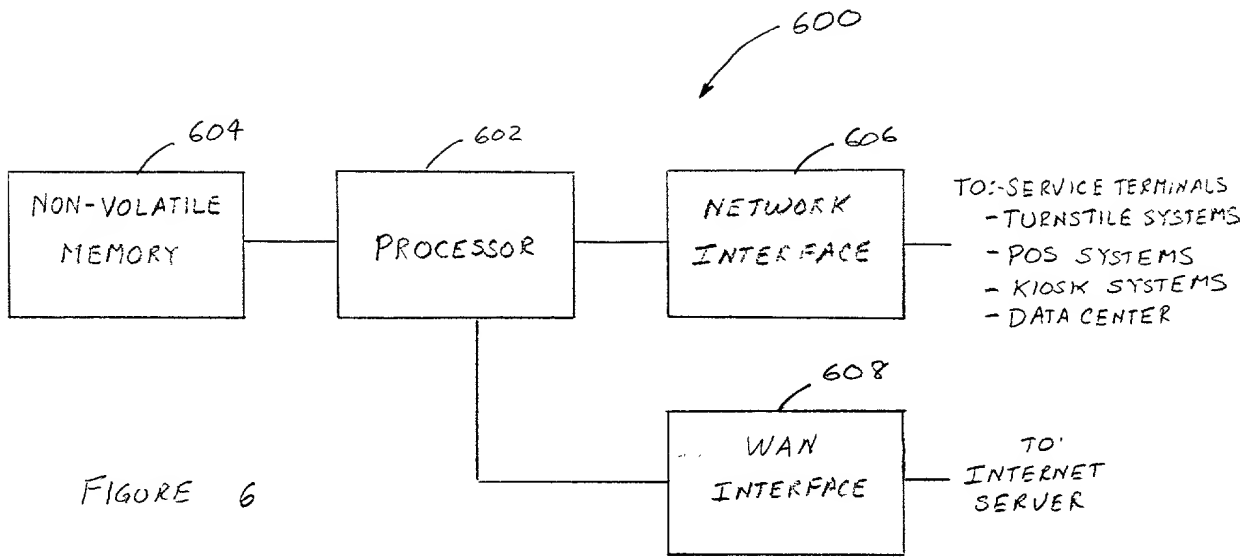 600
604
602
606
NON-VOLATILE
MEMORY
PROCESSOR
NETWORK
INTERFACE
TO:-SERVICE TERMINALS
- TURNSTILE SYSTEMS
- POS SYSTEMS
- KIOSK SYSTEMS
- DATA CENTER
608
WAN
INTERFACE
TO
INTERNET
SERVER
FIGURE 6